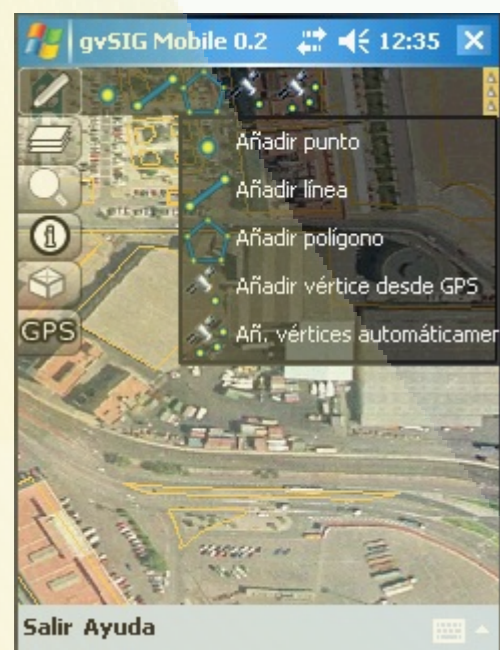 gvSIG Mobile 0.2 12:35
Añadir punto
Añadir línea
Añadir polígono
Añadir vértice desde GPS
Añ. vértices automáticamer
GPS
Salir Ayuda